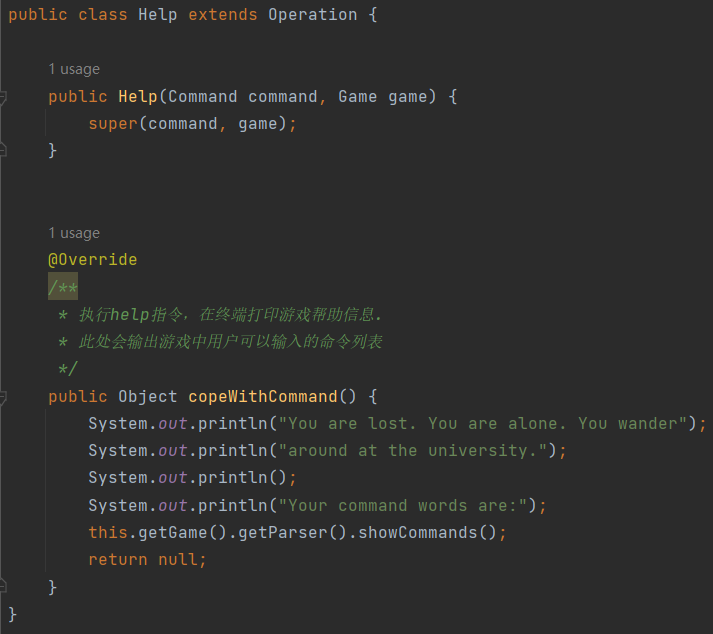 public class Help extends Operation {
1 usage
public Help(Command command, Game game) {
super(command, game);
}
1 usage
@Override
/**
* 执行help指令，在终端打印游戏帮助信息.
* 此处会输出游戏中用户可以输入的命令列表
*/
public Object copeWithCommand() {
System.out.println("You are lost. You are alone. You wander");
System.out.println("around at the university.");
System.out.println();
System.out.println("Your command words are:");
this.getGame().getParser().showCommands();
return null;
}
}